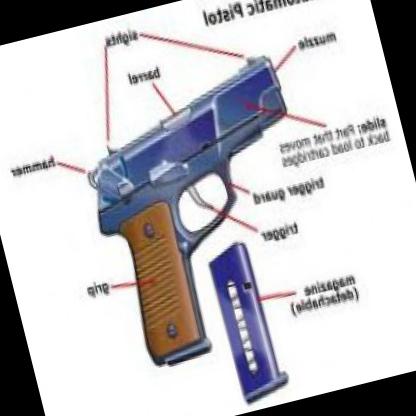 Automatic Pistol
sights
muzzle
barrel
slide: Part that moves
back to load cartridges
hammer
trigger guard
trigger
grip
magazine
(detachable)